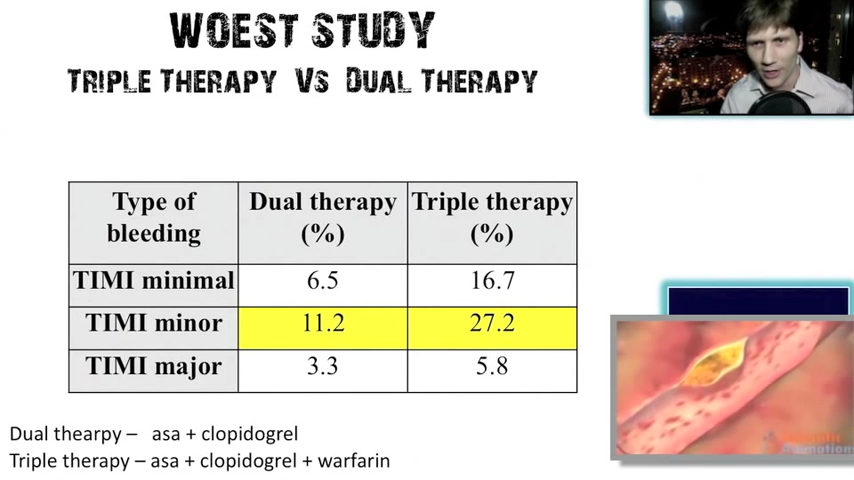 WOEST STUDY
TRIPLE THERAPY VS DUAL THERAPY
Type of bleeding
Dual therapy (%)
Triple therapy (%)
TIMI minimal 6.5 16.7
TIMI minor 11.2 27.2
TIMI major 3.3 5.8
Dual thearpy – asa + clopidogrel
Triple therapy – asa + clopidogrel + warfarin